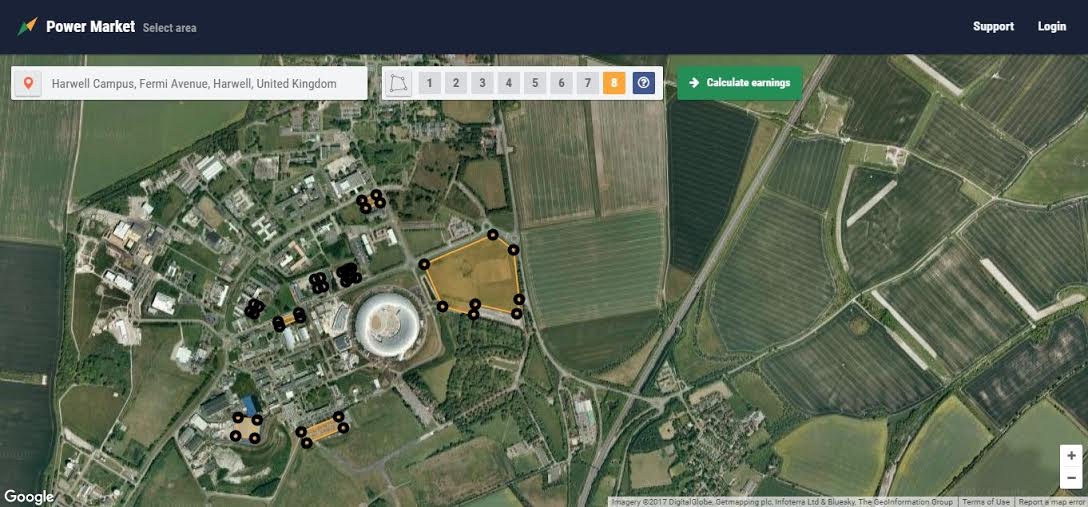 Power Market Select area Support Login
Harwell Campus, Fermi Avenue, Harwell, United Kingdom 1 2 3 4 5 6 7 8 ? → Calculate earnings
+
−
Google Imagery ©2017 DigitalGlobe, Getmapping plc, Infoterra Ltd & Bluesky, The GeoInformation Group | Terms of Use | Report a map error